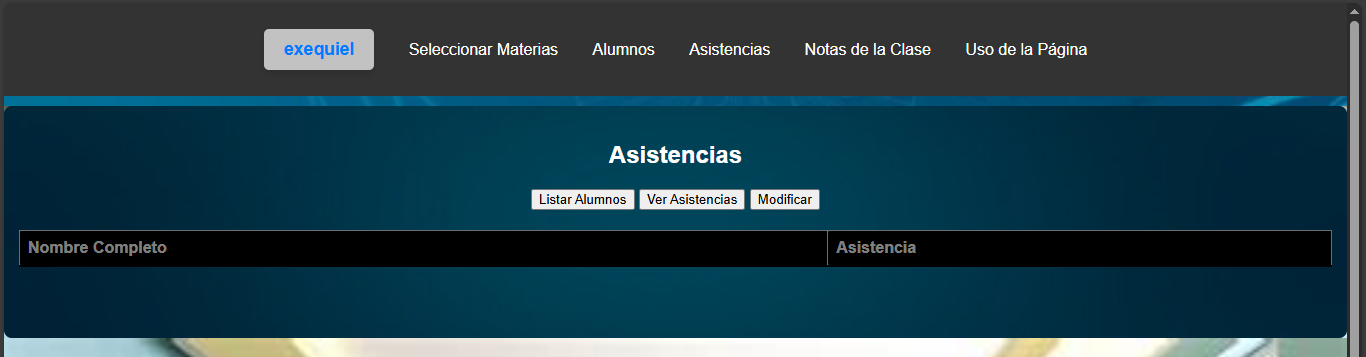 exequiel Seleccionar Materias Alumnos Asistencias Notas de la Clase Uso de la Página
Asistencias
Listar Alumnos Ver Asistencias Modificar
Nombre Completo Asistencia